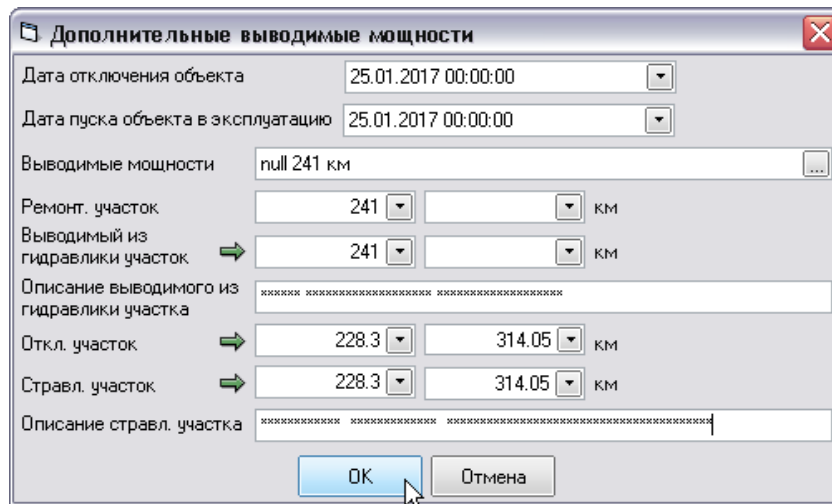 Дополнительные выводимые мощности
Дата отключения объекта 25.01.2017 00:00:00
Дата пуска объекта в эксплуатацию 25.01.2017 00:00:00
Выводимые мощности null 241 км ...
Ремонт. участок 241 км
Выводимый из
гидравлики участок 241 км
Описание выводимого из
гидравлики участка
Откл. участок 228.3 314.05 км
Стравл. участок 228.3 314.05 км
Описание стравл. участка
OK Отмена